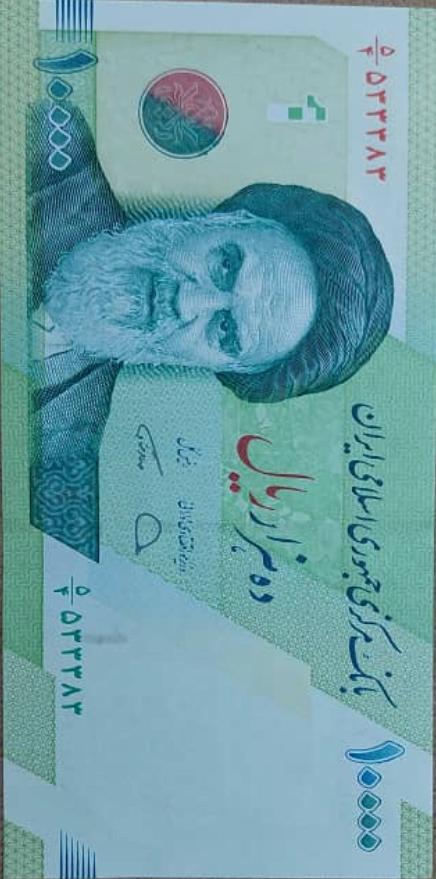 بانک مرکزی جمهوری اسلامی ایران
۱۰۰۰۰
۵/۴ ۵۳۳۳۸۳
ده هزار ریال
وزیر امور اقتصادی و دارائی
رئیس کل
۱۰۰۰۰
۵/۴ ۵۳۳۳۸۳